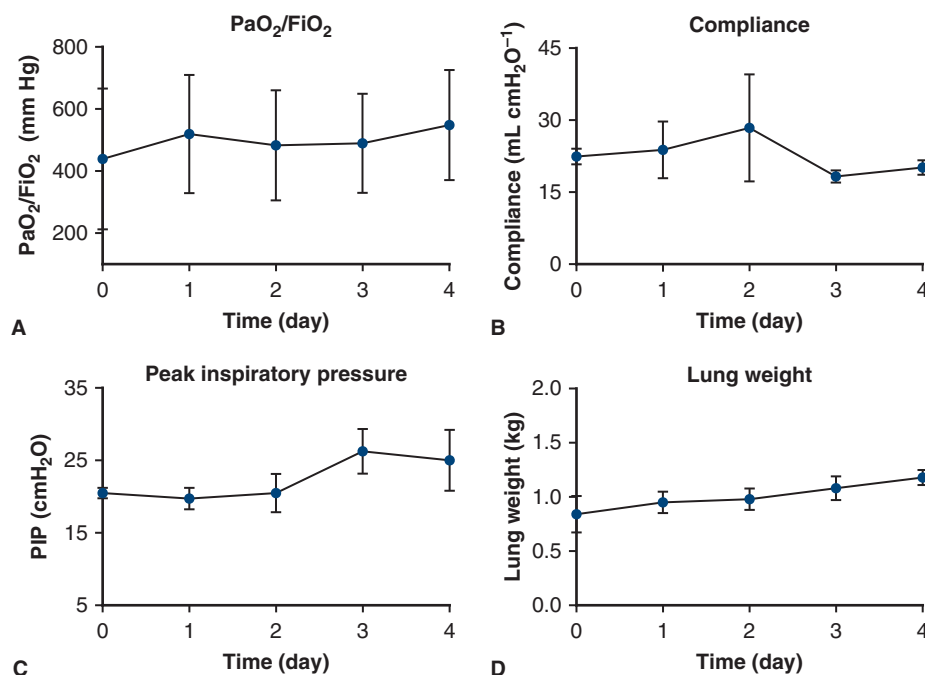 PaO₂/FiO₂
PaO₂/FiO₂ (mm Hg)
800
600
400
200
0 1 2 3 4
Time (day)
A
Compliance
Compliance (mL cmH₂O⁻¹)
45
30
15
0
0 1 2 3 4
Time (day)
B
Peak inspiratory pressure
PIP (cmH₂O)
35
25
15
5
0 1 2 3 4
Time (day)
C
Lung weight
Lung weight (kg)
2.0
1.5
1.0
0.5
0.0
0 1 2 3 4
Time (day)
D